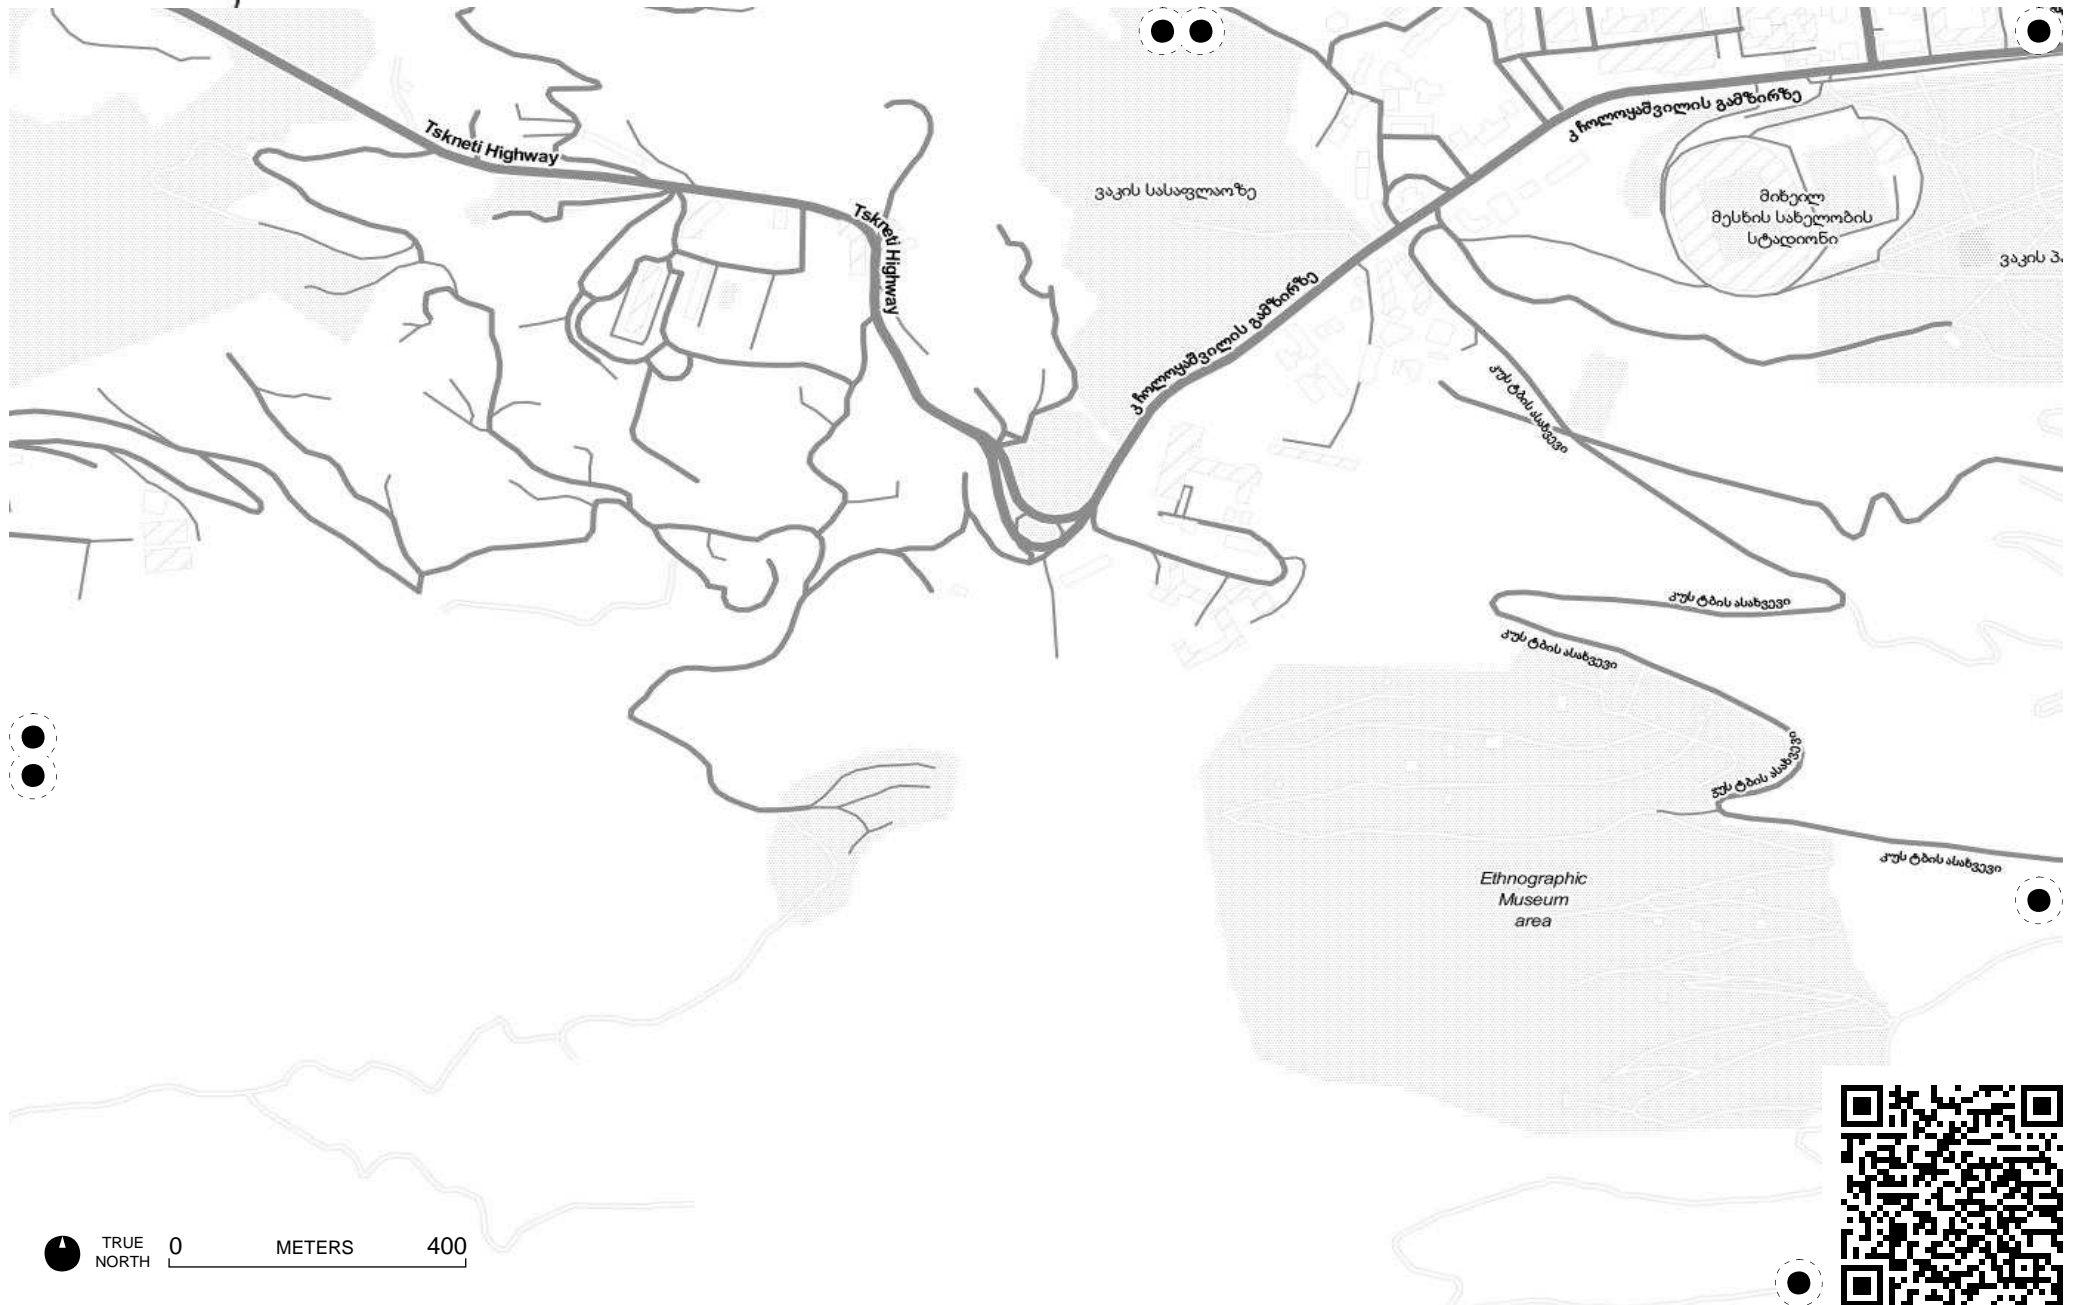 Tskneti Highway
კ ჩოლოყაშვილის გამზირზე
ვაკის სასაფლაოზე
მიხეილ
მესხის სახელობის
სტადიონი
Tskneti Highway
ვაკის პ
კ ჩოლოყაშვილის გამზირზე
კუს ტბის ასახვევი
კუს ტბის ასახვევი
კუს ტბის ასახვევი
კუს ტბის ასახვევი
Ethnographic
Museum
area
კუს ტბის ასახვევი
TRUE
NORTH
0 METERS 400